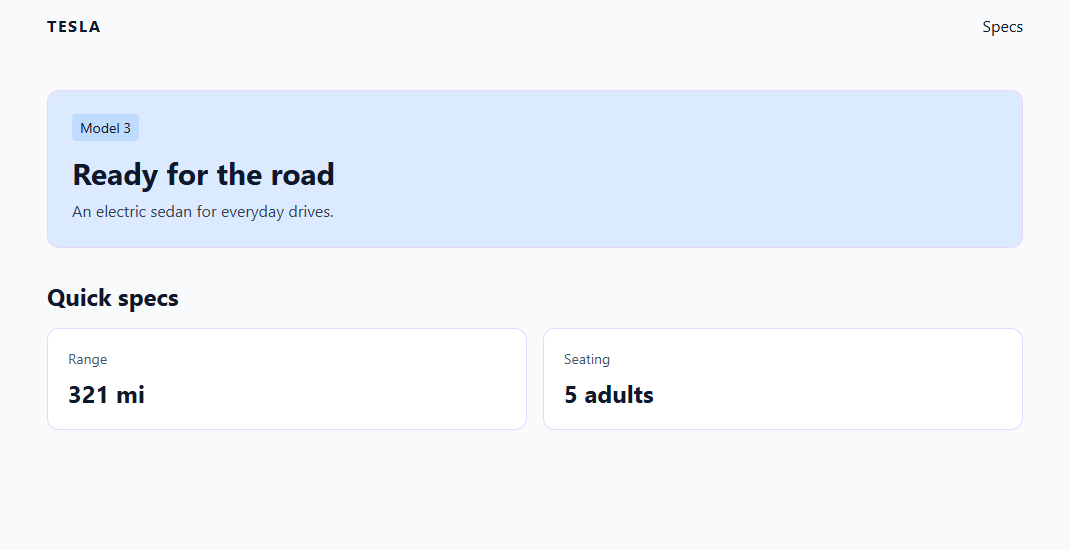 TESLA
Specs
Model 3
Ready for the road
An electric sedan for everyday drives.
Quick specs
Range
321 mi
Seating
5 adults